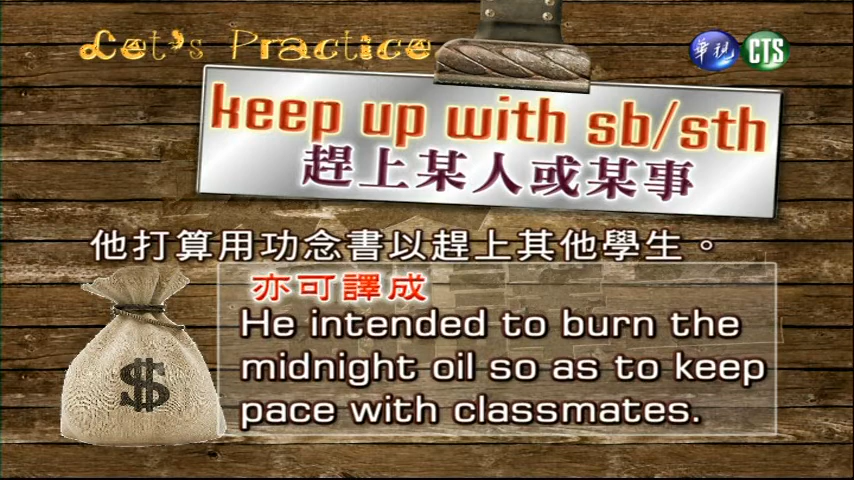 Let's Practice
華視 CTS
keep up with sb/sth
趕上某人或某事
他打算用功念書以趕上其他學生。
亦可譯成
He intended to burn the
midnight oil so as to keep
pace with classmates.
$